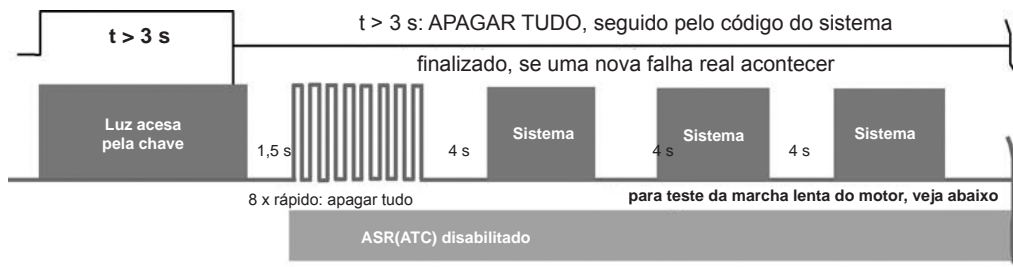 t > 3 s
t > 3 s: APAGAR TUDO, seguido pelo código do sistema
finalizado, se uma nova falha real acontecer
Luz acesa
pela chave
1,5 s
4 s
Sistema
4 s
Sistema
4 s
Sistema
8 x rápido: apagar tudo
para teste da marcha lenta do motor, veja abaixo
ASR(ATC) disabilitado